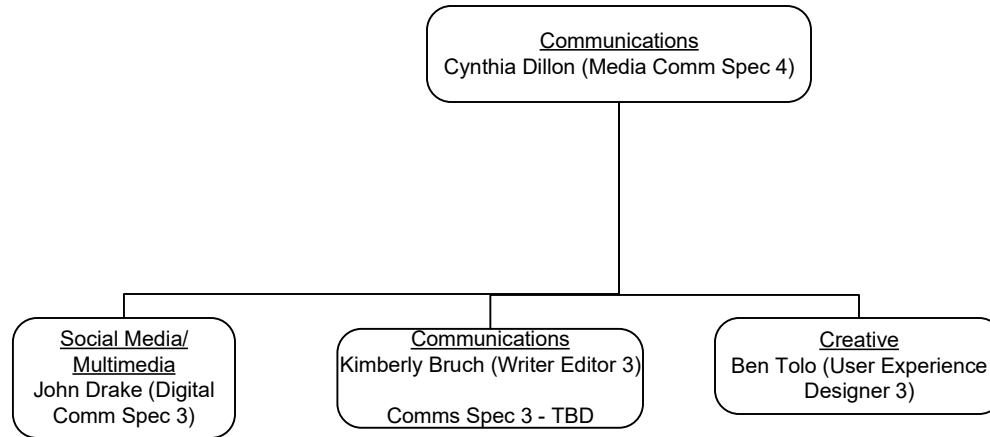 Communications
Cynthia Dillon (Media Comm Spec 4)
Social Media/
Multimedia
John Drake (Digital
Comm Spec 3)
Communications
Kimberly Bruch (Writer Editor 3)
Comms Spec 3 - TBD
Creative
Ben Tolo (User Experience
Designer 3)